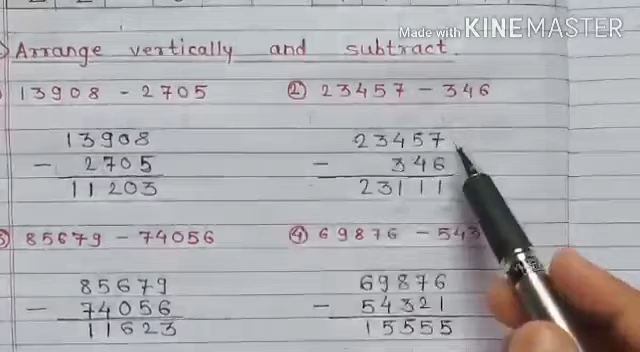 Made with KINEMASTER
Arrange vertically and subtract.
13908 - 2705
② 23457 - 346
13908
- 2705
11203
23457
- 346
23111
85679 - 74056
④ 69876 - 543
85679
- 74056
11623
69876
- 54321
15555